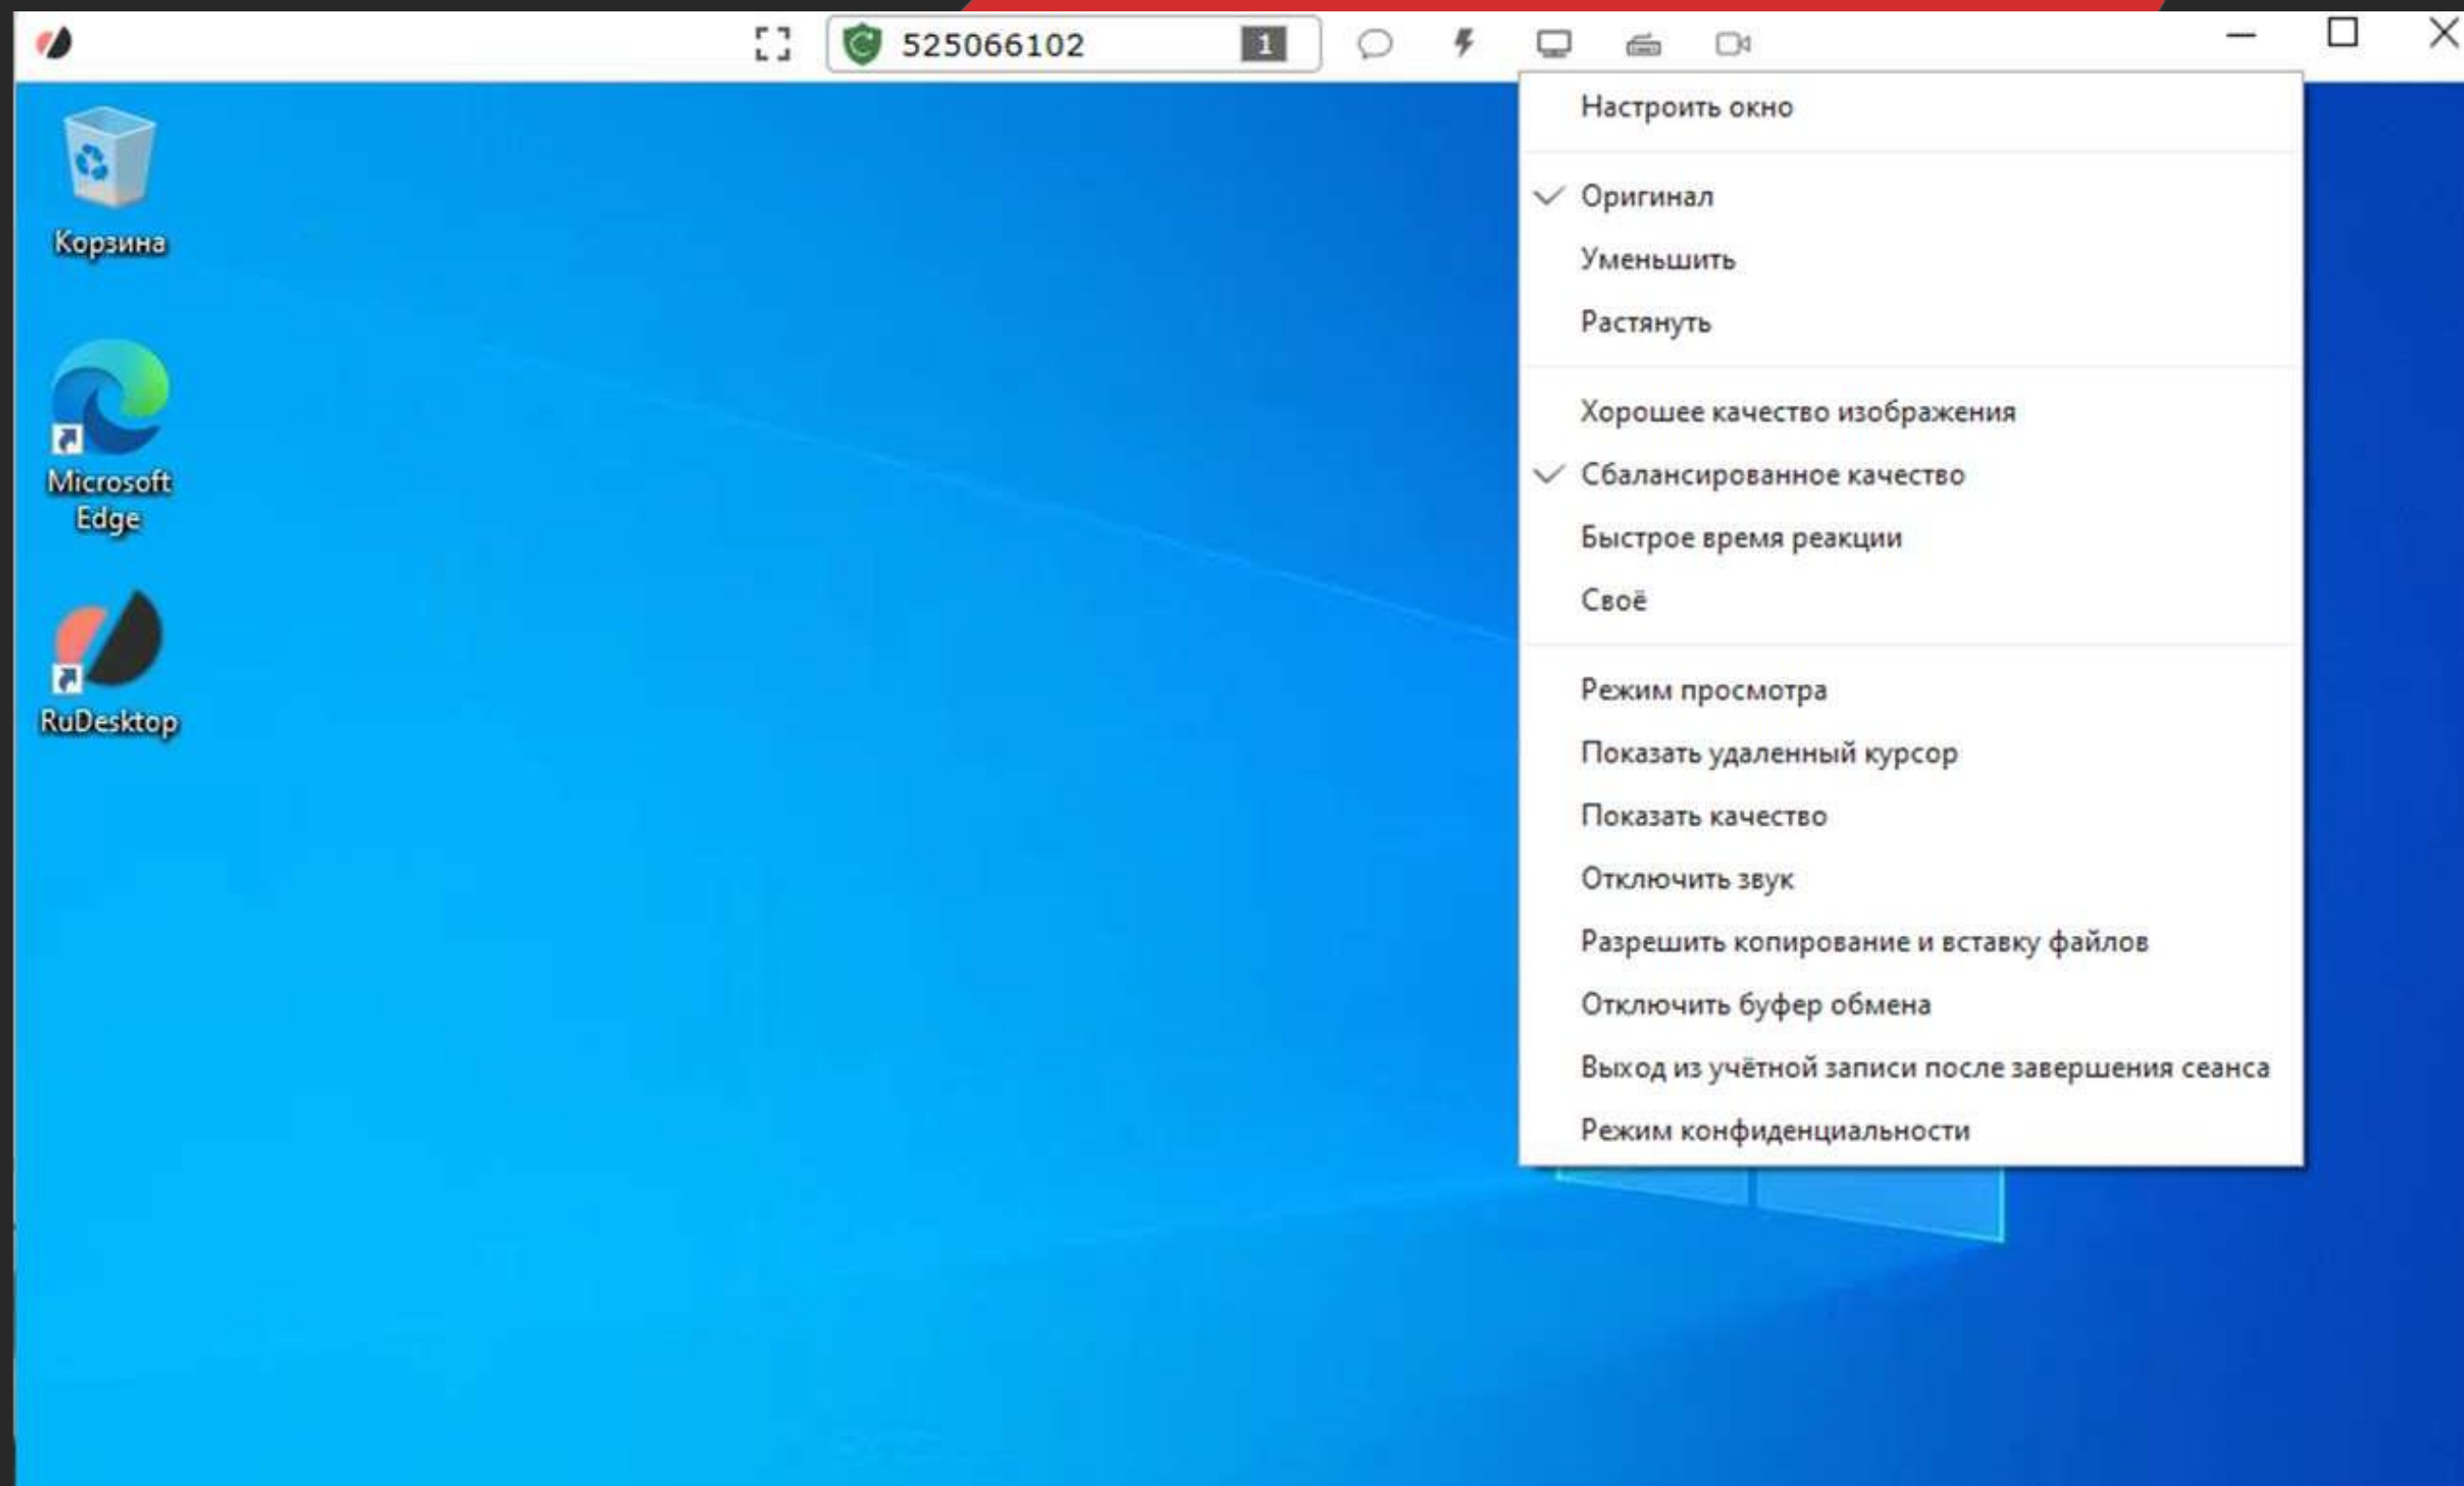 525066102
1
Настроить окно
Оригинал
Уменьшить
Растянуть
Хорошее качество изображения
Сбалансированное качество
Быстрое время реакции
Своё
Режим просмотра
Показать удаленный курсор
Показать качество
Отключить звук
Разрешить копирование и вставку файлов
Отключить буфер обмена
Выход из учётной записи после завершения сеанса
Режим конфиденциальности
Корзина
Microsoft
Edge
RuDesktop